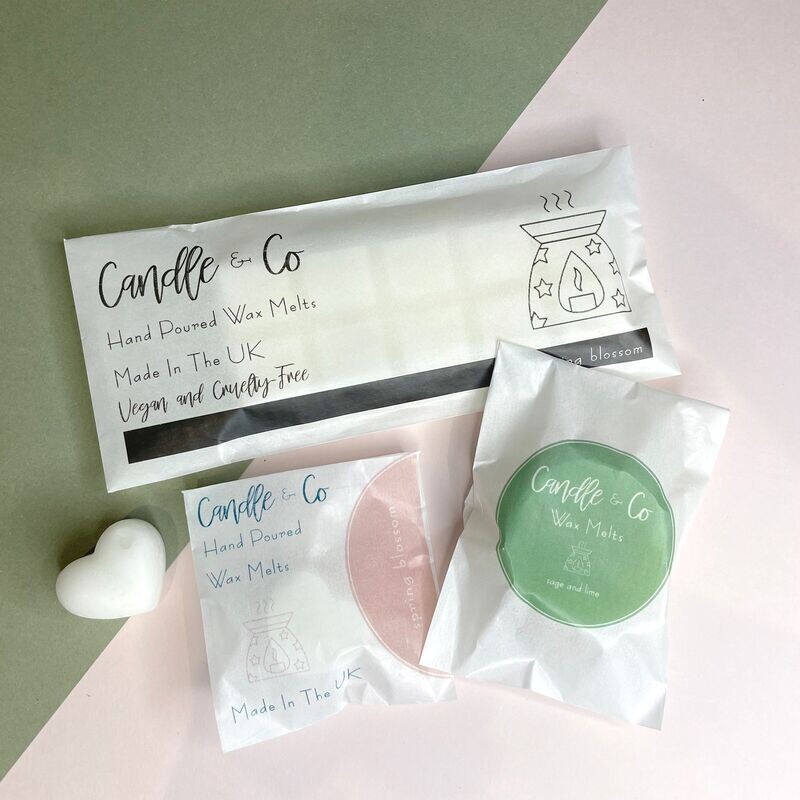 Candle & Co
Hand Poured Wax Melts
Made In The UK
Vegan and Cruelty-Free
blossom
Candle & Co
Hand Poured
Wax Melts
spring blossom
Made In The UK
Candle & Co
Wax Melts
sage and lime